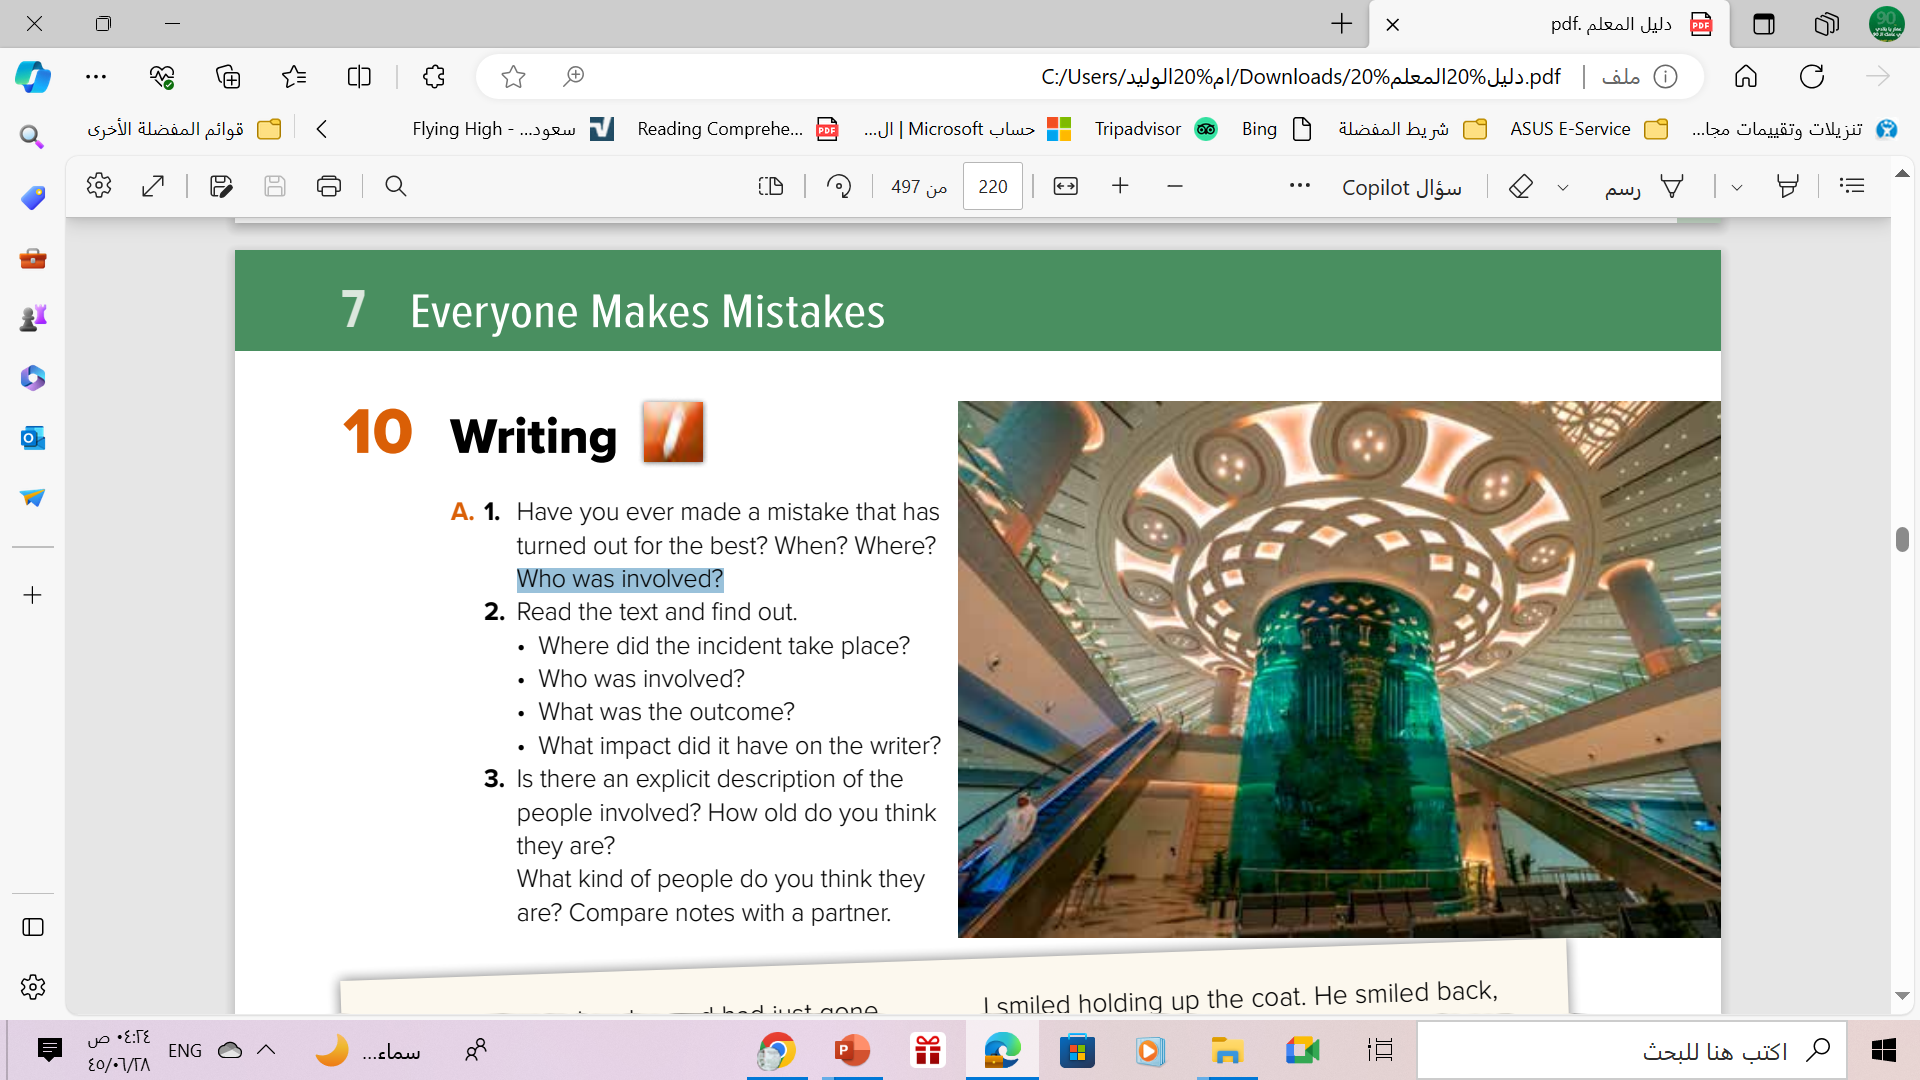 دليل المعلم .pdf
ملف
C:/Users/ام%20الوليد/Downloads/دليل%20المعلم%20.pdf
تنزيلات وتقييمات مجا...
ASUS E-Service
شريط المفضلة
Bing
Tripadvisor
حساب Microsoft | ال...
Reading Comprehe...
Flying High - سعود...
قوائم المفضلة الأخرى
رسم
سؤال Copilot
220
من 497
7 Everyone Makes Mistakes
10 Writing
A. 1. Have you ever made a mistake that has
turned out for the best? When? Where?
Who was involved?
2. Read the text and find out.
• Where did the incident take place?
• Who was involved?
• What was the outcome?
• What impact did it have on the writer?
3. Is there an explicit description of the
people involved? How old do you think
they are?
What kind of people do you think they
are? Compare notes with a partner.
had just gone
I smiled holding up the coat. He smiled back,
اكتب هنا للبحث
سماء...
ENG
٠٤:٢٤ ص
٤٥/٠٦/٢٨